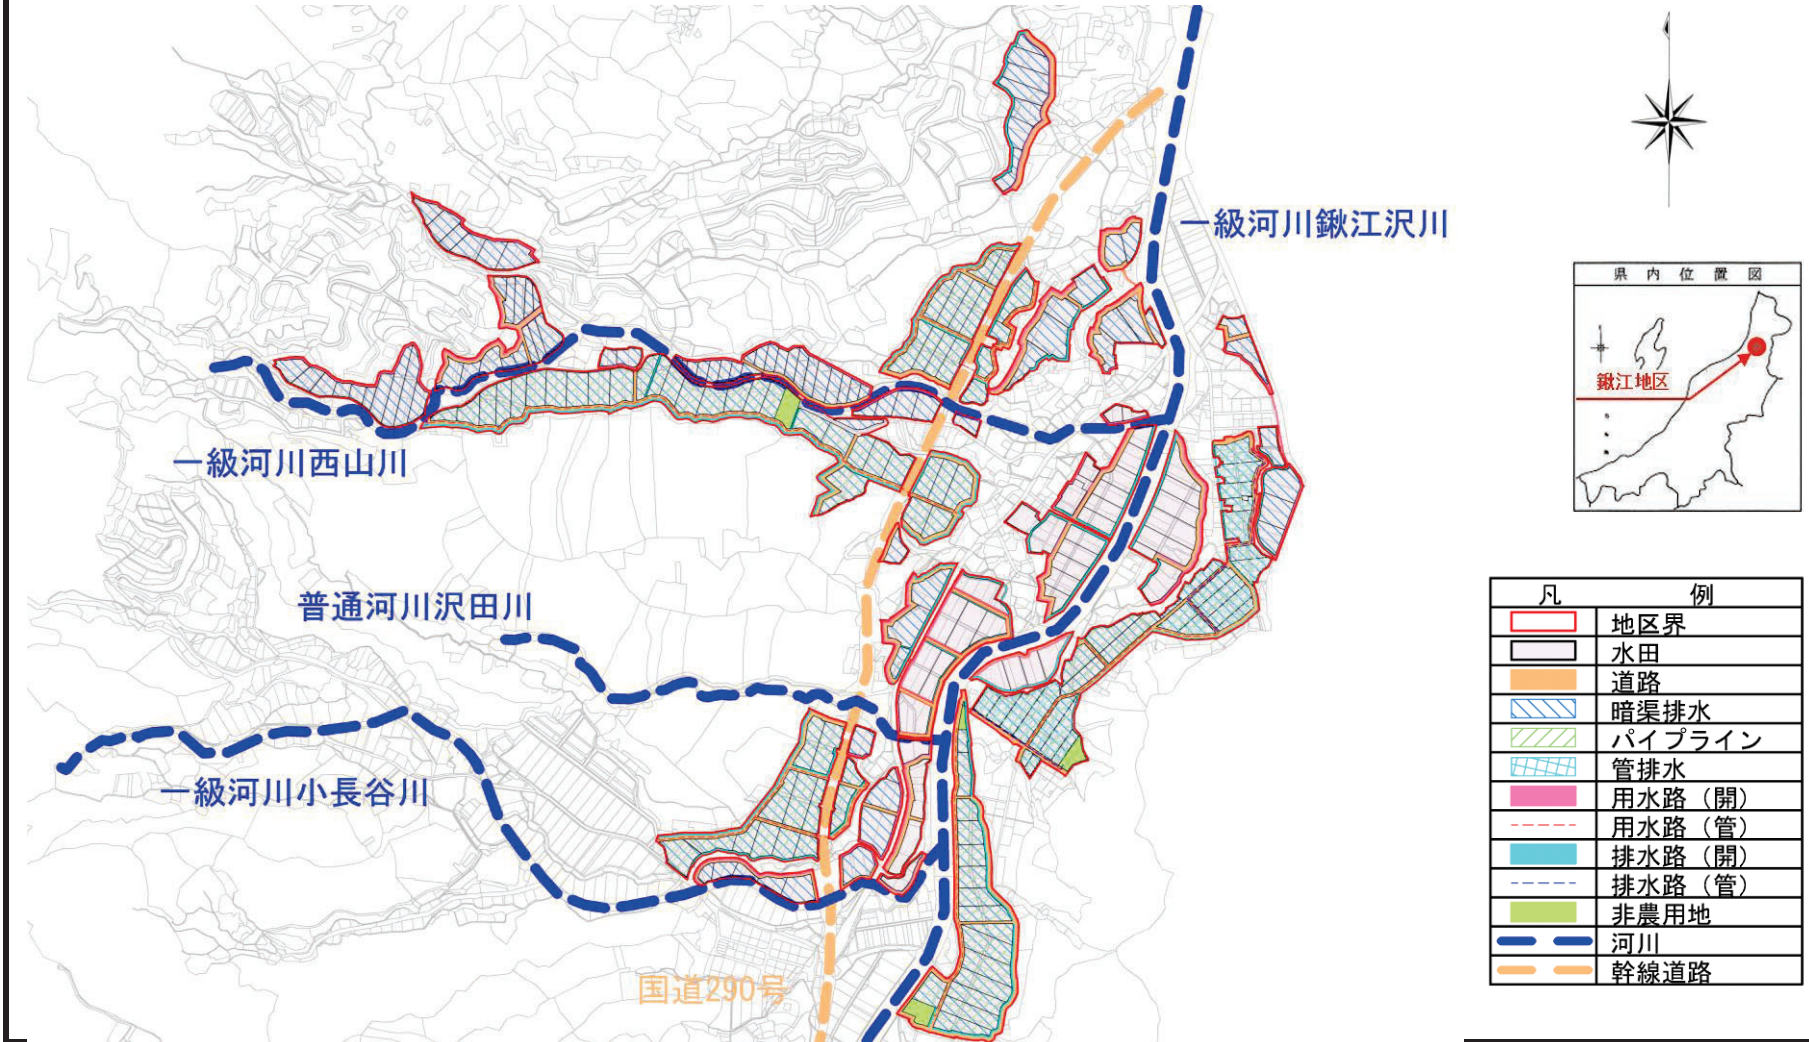 一級河川鍬江沢川
県内位置図
鍬江地区
一級河川西山川
普通河川沢田川
一級河川小長谷川
国道290号
凡例
地区界
水田
道路
暗渠排水
パイプライン
管排水
用水路（開）
用水路（管）
排水路（開）
排水路（管）
非農用地
河川
幹線道路